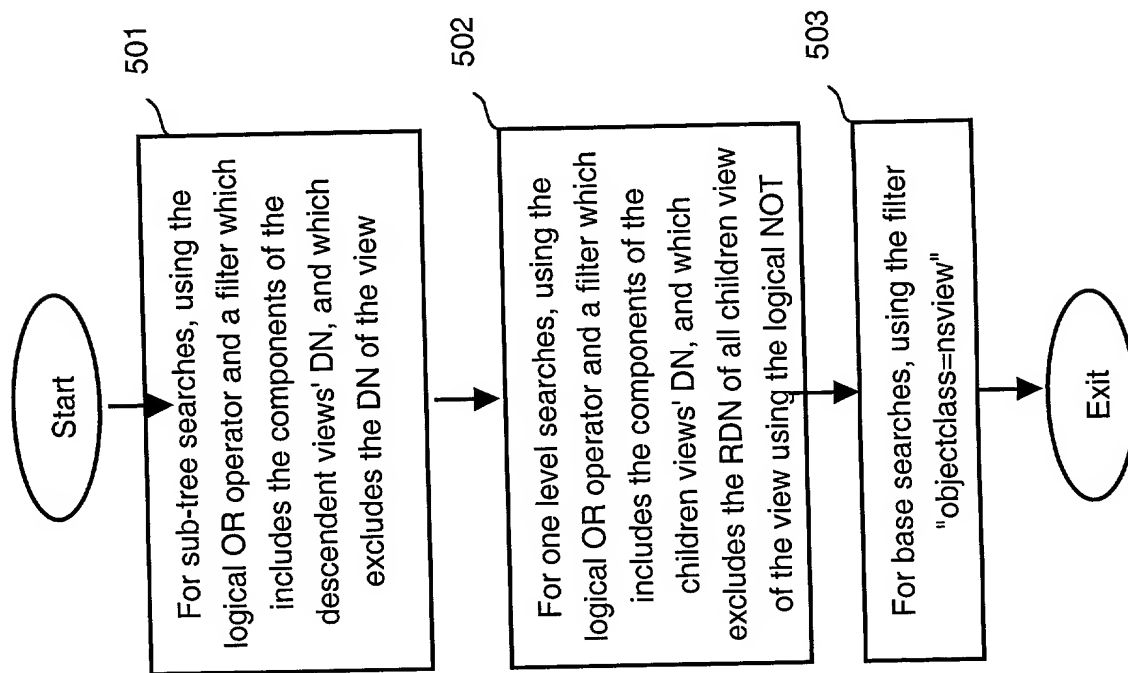 Start
501
For sub-tree searches, using the
logical OR operator and a filter which
includes the components of the
descendent views' DN, and which
excludes the DN of the view
502
For one level searches, using the
logical OR operator and a filter which
includes the components of the
children views' DN, and which
excludes the RDN of all children view
of the view using the logical NOT
503
For base searches, using the filter
"objectclass=nsview"
Exit